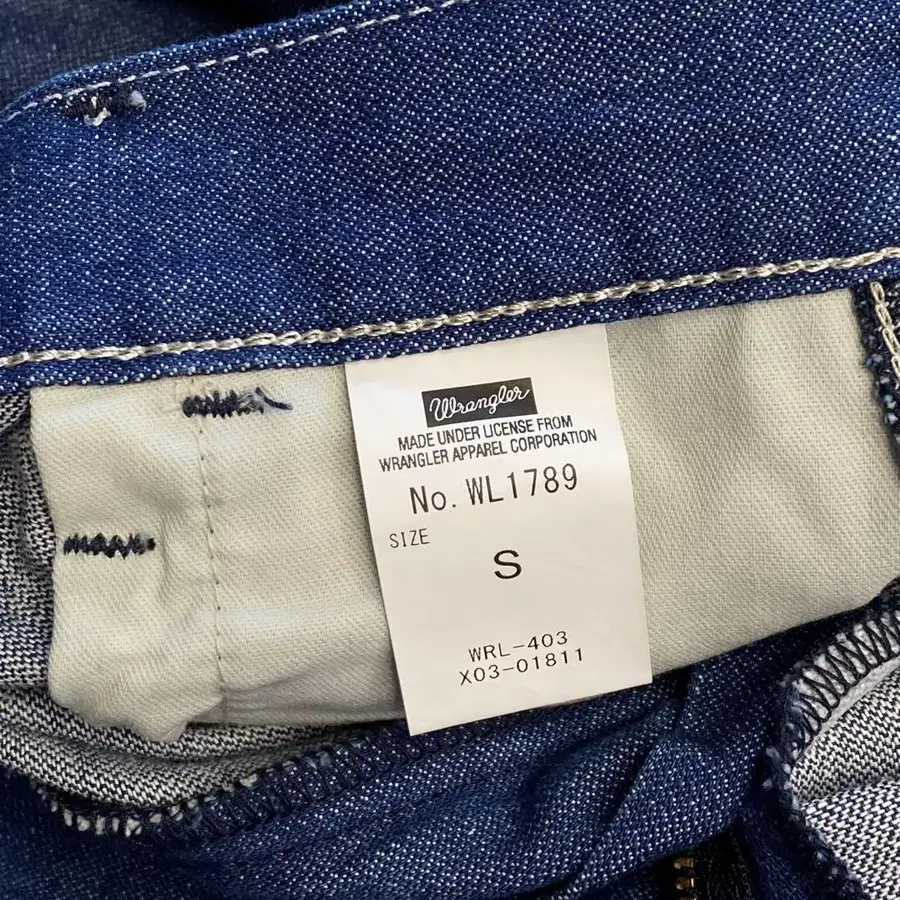 Wrangler
MADE UNDER LICENSE FROM
WRANGLER APPAREL CORPORATION
No. WL1789
SIZE
S
WRL-403
X03-01811